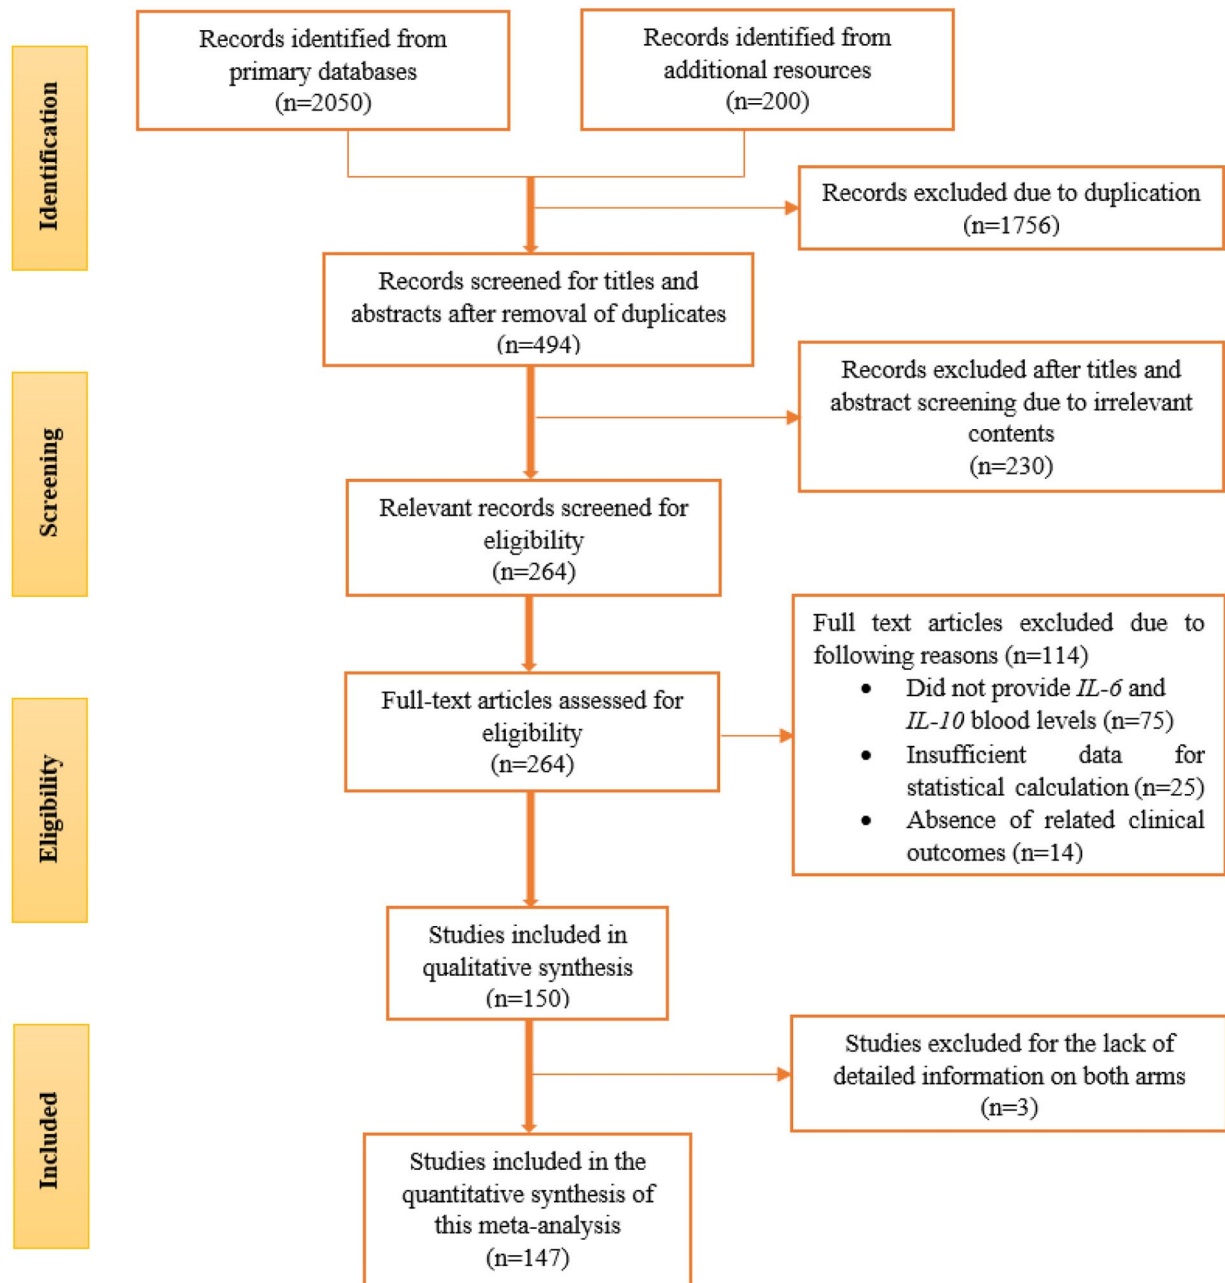 Identification
Records identified from
primary databases
(n=2050)
Records identified from
additional resources
(n=200)
Records excluded due to duplication
(n=1756)
Records screened for titles and
abstracts after removal of duplicates
(n=494)
Screening
Records excluded after titles and
abstract screening due to irrelevant
contents
(n=230)
Relevant records screened for
eligibility
(n=264)
Eligibility
Full-text articles assessed for
eligibility
(n=264)
Full text articles excluded due to
following reasons (n=114)
• Did not provide IL-6 and
IL-10 blood levels (n=75)
• Insufficient data for
statistical calculation (n=25)
• Absence of related clinical
outcomes (n=14)
Studies included in
qualitative synthesis
(n=150)
Included
Studies excluded for the lack of
detailed information on both arms
(n=3)
Studies included in the
quantitative synthesis of
this meta-analysis
(n=147)